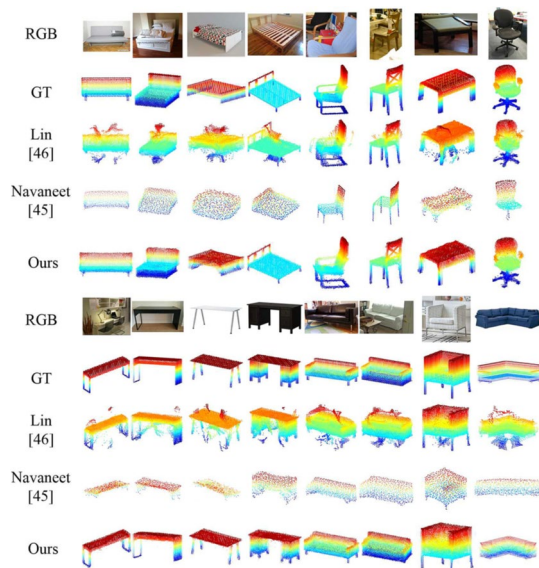 RGB
GT
Lin
[46]
Navaneet
[45]
Ours
RGB
GT
Lin
[46]
Navaneet
[45]
Ours